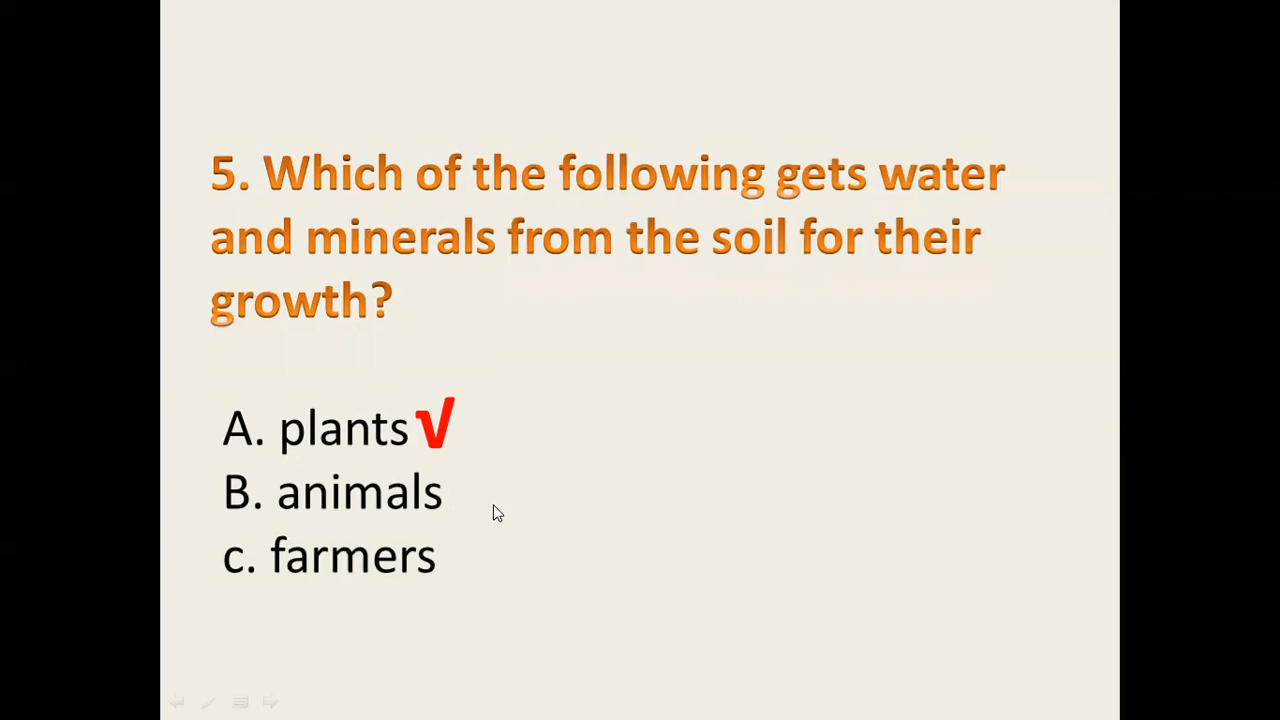 5. Which of the following gets water
and minerals from the soil for their
growth?
A. plants √
B. animals
c. farmers